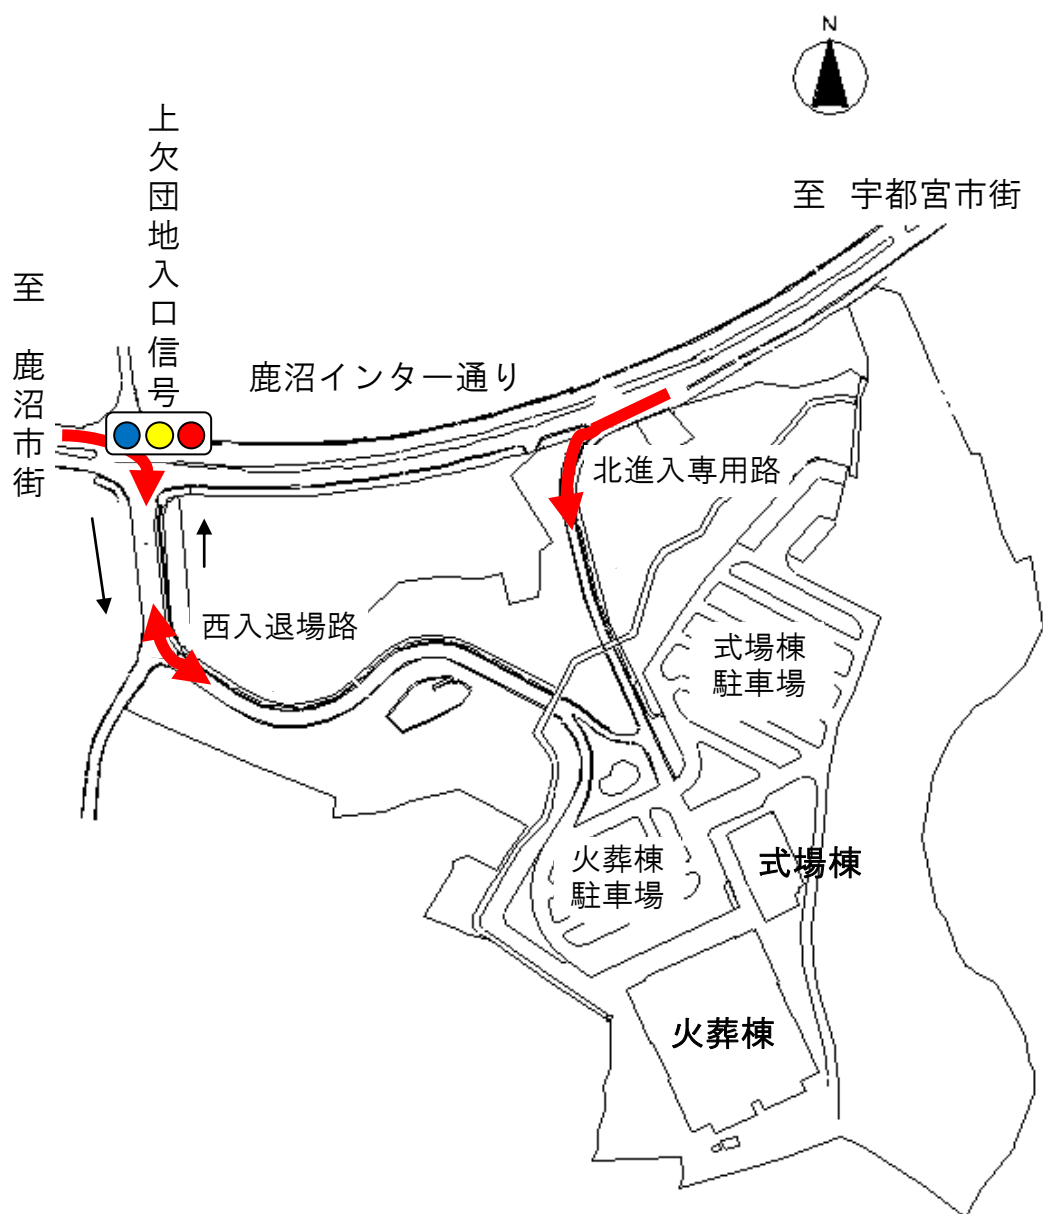 N
至 宇都宮市街
上欠団地入口信号
至 鹿沼市街
鹿沼インター通り
北進入専用路
西入退場路
式場棟
駐車場
火葬棟
駐車場
式場棟
火葬棟